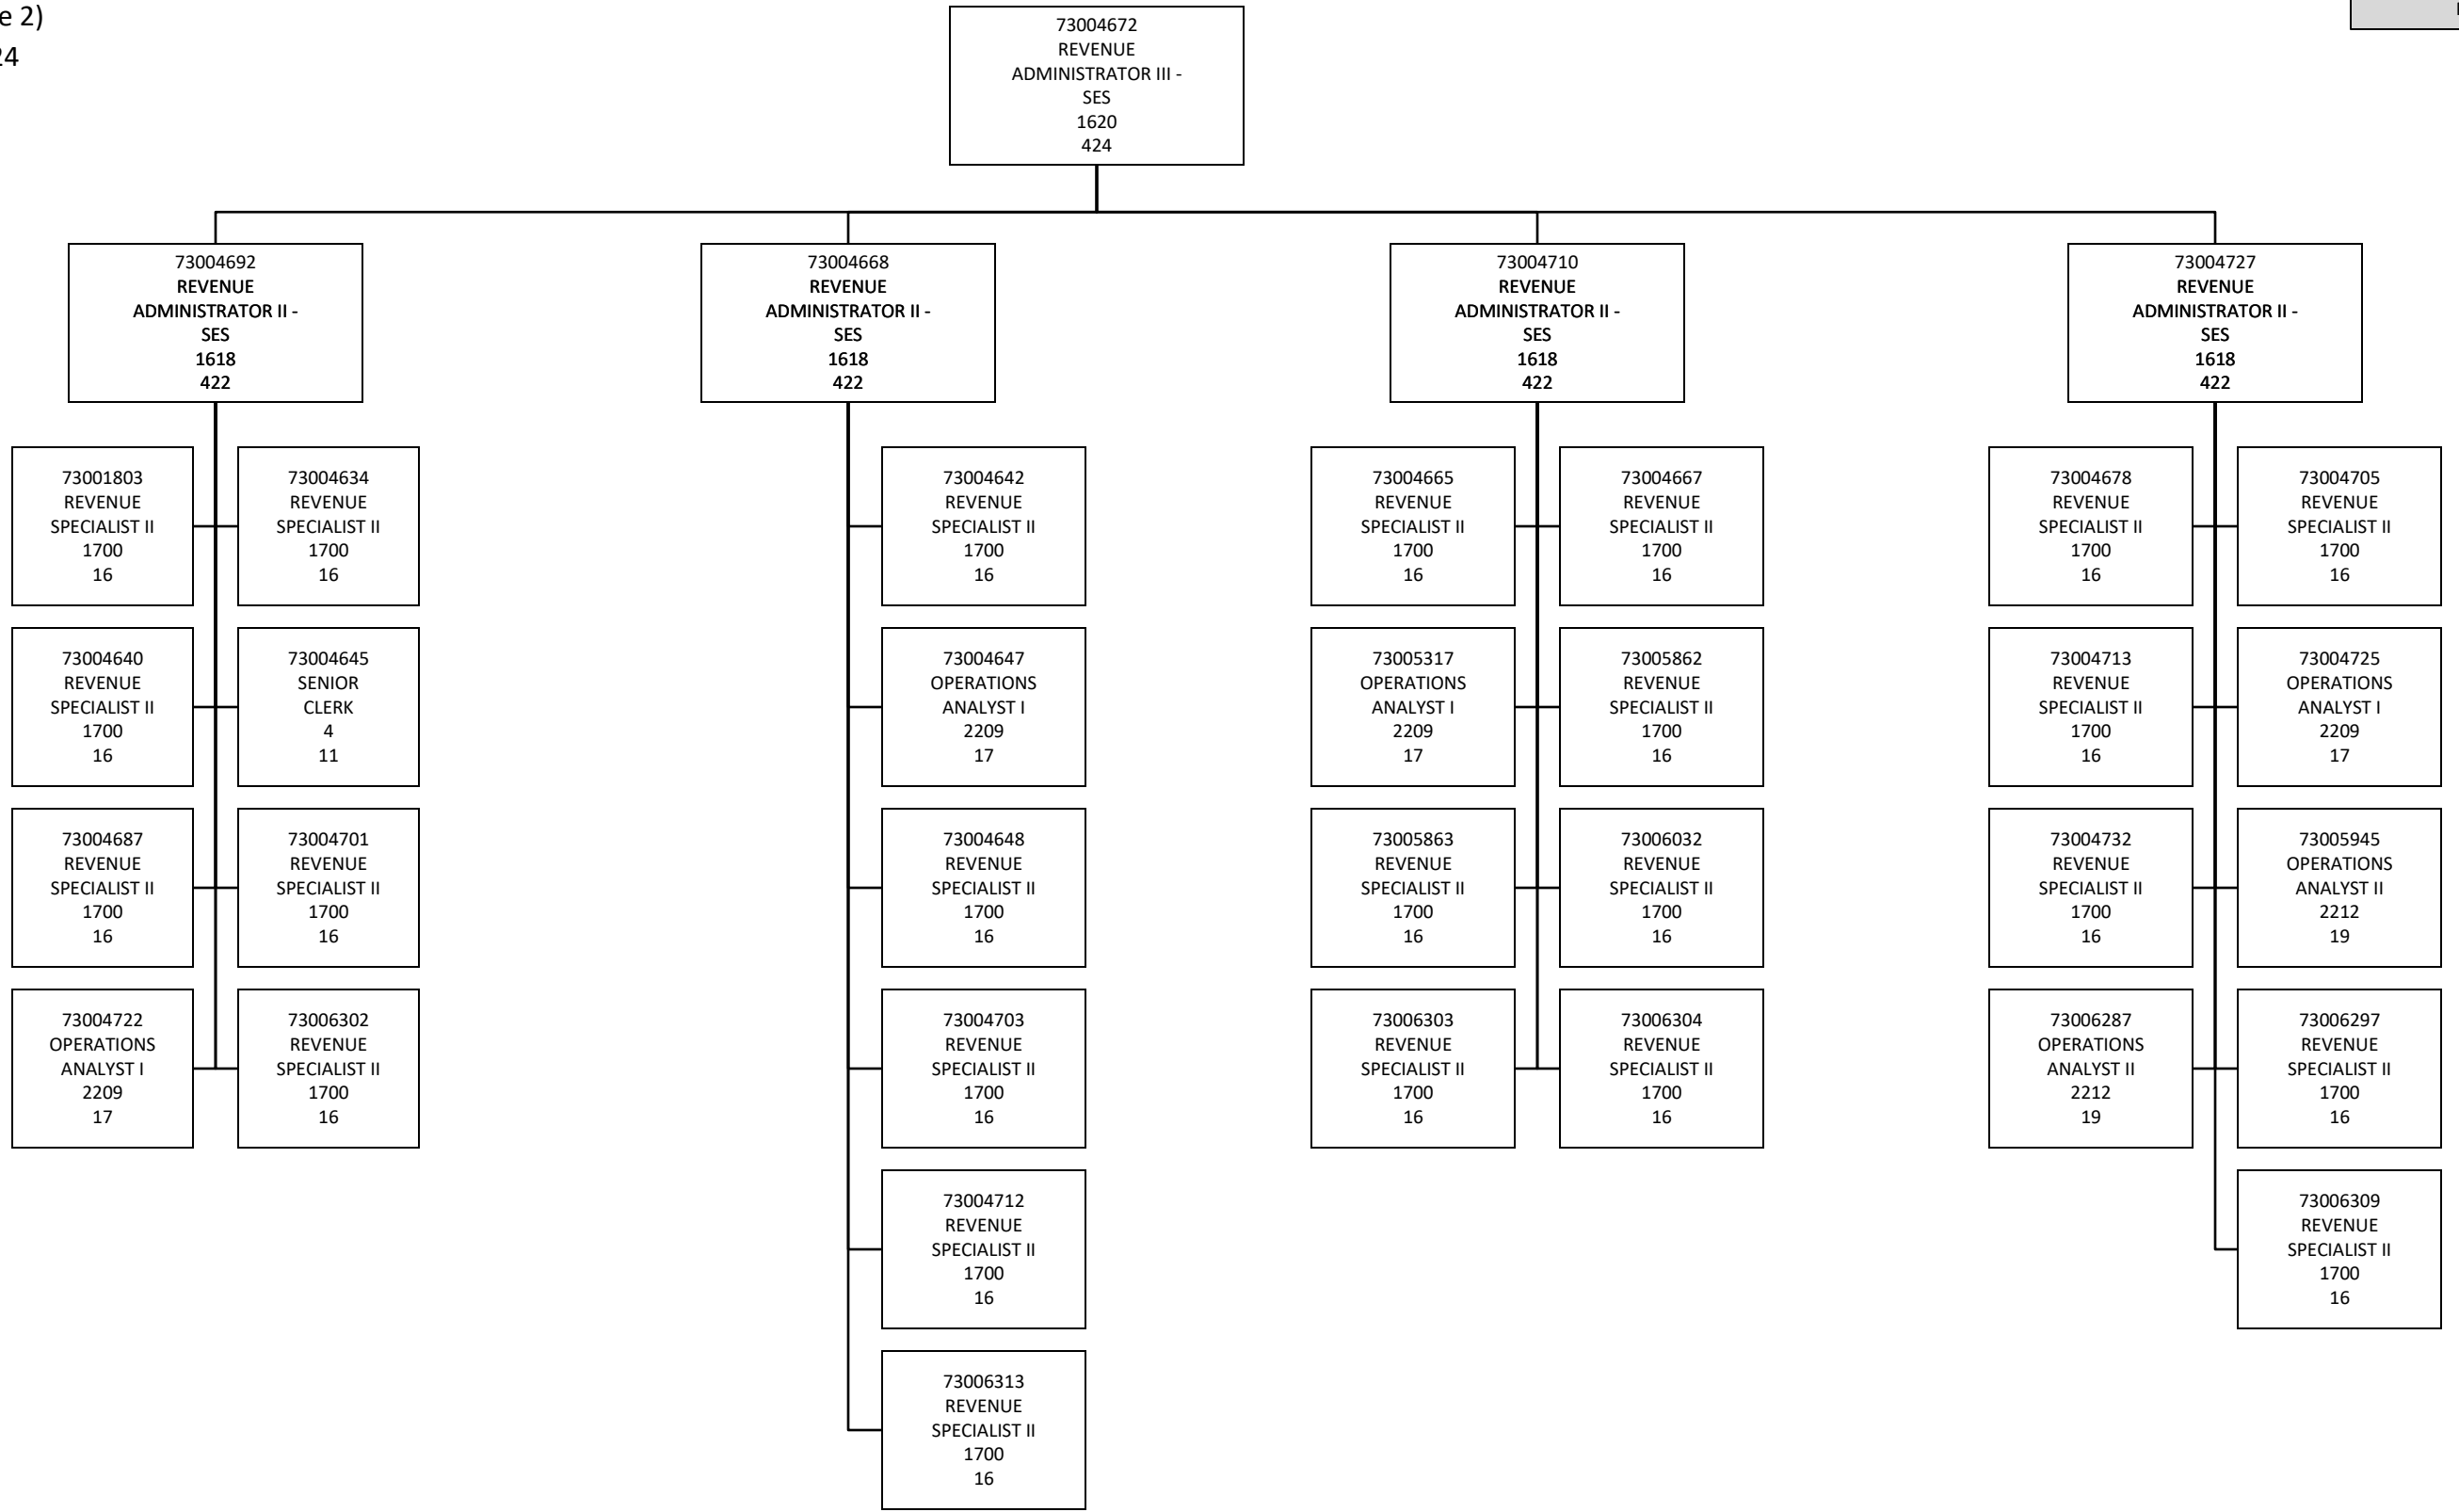 e 2)
24
73004672
REVENUE
ADMINISTRATOR III -
SES
1620
424
73004692
REVENUE
ADMINISTRATOR II -
SES
1618
422
73004668
REVENUE
ADMINISTRATOR II -
SES
1618
422
73004710
REVENUE
ADMINISTRATOR II -
SES
1618
422
73004727
REVENUE
ADMINISTRATOR II -
SES
1618
422
73001803
REVENUE
SPECIALIST II
1700
16
73004634
REVENUE
SPECIALIST II
1700
16
73004640
REVENUE
SPECIALIST II
1700
16
73004645
SENIOR
CLERK
4
11
73004687
REVENUE
SPECIALIST II
1700
16
73004701
REVENUE
SPECIALIST II
1700
16
73004722
OPERATIONS
ANALYST I
2209
17
73006302
REVENUE
SPECIALIST II
1700
16
73004642
REVENUE
SPECIALIST II
1700
16
73004647
OPERATIONS
ANALYST I
2209
17
73004648
REVENUE
SPECIALIST II
1700
16
73004703
REVENUE
SPECIALIST II
1700
16
73004712
REVENUE
SPECIALIST II
1700
16
73006313
REVENUE
SPECIALIST II
1700
16
73004665
REVENUE
SPECIALIST II
1700
16
73004667
REVENUE
SPECIALIST II
1700
16
73005317
OPERATIONS
ANALYST I
2209
17
73005862
REVENUE
SPECIALIST II
1700
16
73005863
REVENUE
SPECIALIST II
1700
16
73006032
REVENUE
SPECIALIST II
1700
16
73006303
REVENUE
SPECIALIST II
1700
16
73006304
REVENUE
SPECIALIST II
1700
16
73004678
REVENUE
SPECIALIST II
1700
16
73004705
REVENUE
SPECIALIST II
1700
16
73004713
REVENUE
SPECIALIST II
1700
16
73004725
OPERATIONS
ANALYST I
2209
17
73004732
REVENUE
SPECIALIST II
1700
16
73005945
OPERATIONS
ANALYST II
2212
19
73006287
OPERATIONS
ANALYST II
2212
19
73006297
REVENUE
SPECIALIST II
1700
16
73006309
REVENUE
SPECIALIST II
1700
16